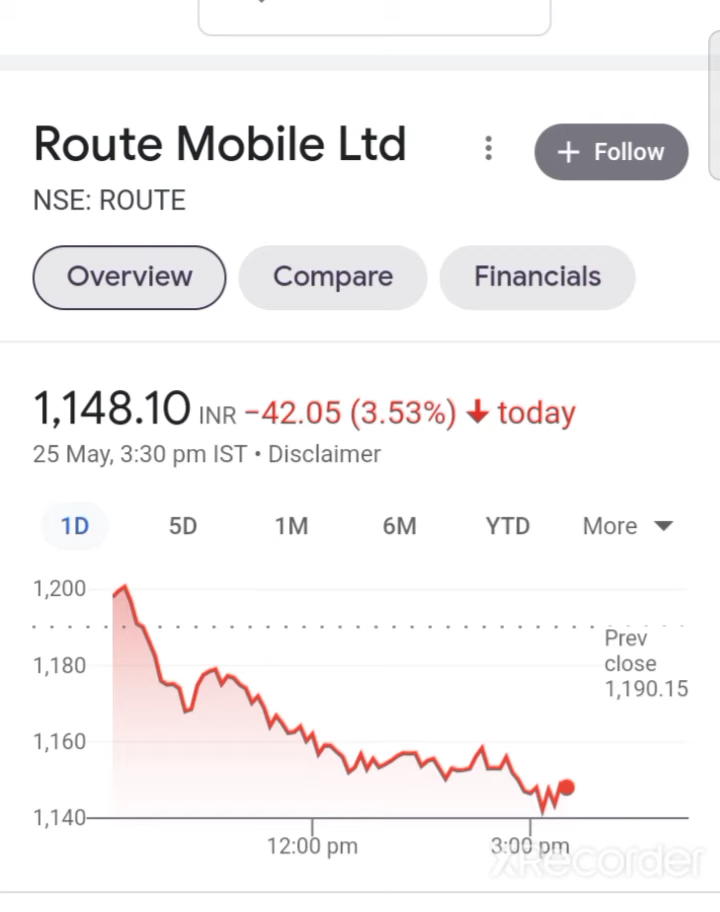 Route Mobile Ltd
+ Follow
NSE: ROUTE
Overview Compare Financials
1,148.10 INR −42.05 (3.53%) ↓ today
25 May, 3:30 pm IST • Disclaimer
1D 5D 1M 6M YTD More
1,200
1,180
1,160
1,140
Prev
close
1,190.15
12:00 pm 3:00 pm
XRecorder